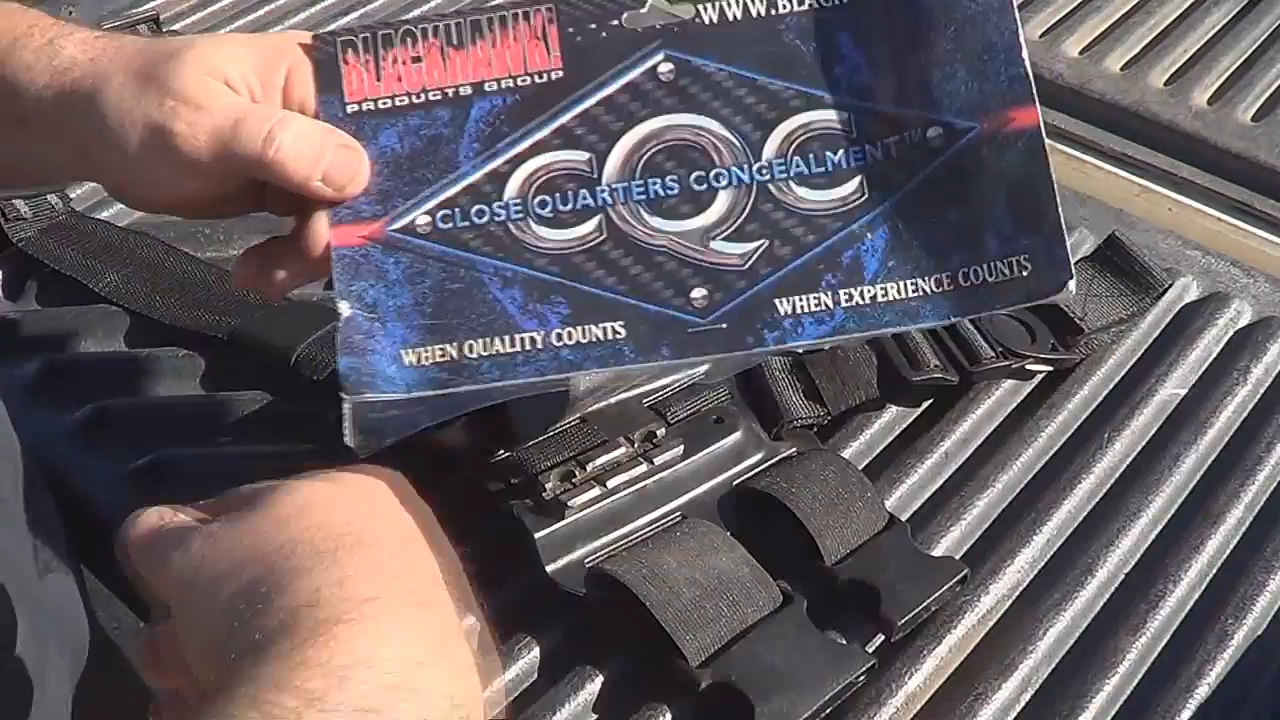 BLACKHAWK!
PRODUCTS GROUP
WWW.BLACK
CQC
CLOSE QUARTERS CONCEALMENT™
WHEN QUALITY COUNTS
WHEN EXPERIENCE COUNTS